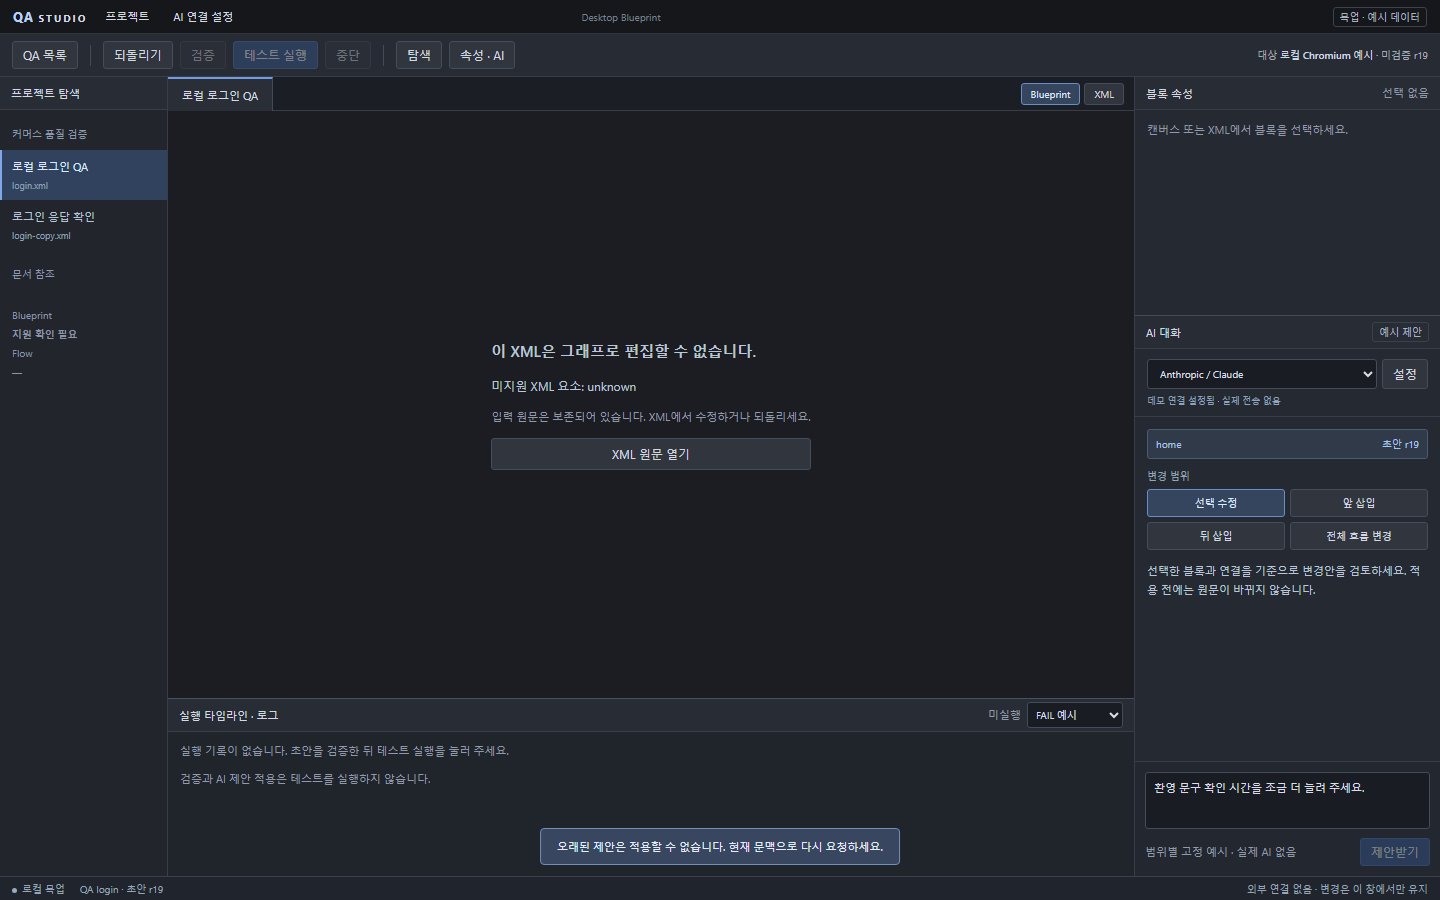 QA STUDIO 프로젝트 AI 연결 설정 Desktop Blueprint 목업 · 예시 데이터
QA 목록 되돌리기 검증 테스트 실행 중단 탐색 속성 · AI 대상 로컬 Chromium 예시 · 미검증 r19
프로젝트 탐색
커머스 품질 검증
로컬 로그인 QA
login.xml
로그인 응답 확인
login-copy.xml
문서 참조
Blueprint
지원 확인 필요
Flow
—
로컬 로그인 QA Blueprint XML
이 XML은 그래프로 편집할 수 없습니다.
미지원 XML 요소: unknown
입력 원문은 보존되어 있습니다. XML에서 수정하거나 되돌리세요.
XML 원문 열기
실행 타임라인 · 로그 미실행 FAIL 예시
실행 기록이 없습니다. 초안을 검증한 뒤 테스트 실행을 눌러 주세요.
검증과 AI 제안 적용은 테스트를 실행하지 않습니다.
오래된 제안은 적용할 수 없습니다. 현재 문맥으로 다시 요청하세요.
블록 속성 선택 없음
캔버스 또는 XML에서 블록을 선택하세요.
AI 대화 예시 제안
Anthropic / Claude 설정
데모 연결 설정됨 · 실제 전송 없음
home 초안 r19
변경 범위
선택 수정 앞 삽입
뒤 삽입 전체 흐름 변경
선택한 블록과 연결을 기준으로 변경안을 검토하세요. 적
용 전에는 원문이 바뀌지 않습니다.
환영 문구 확인 시간을 조금 더 늘려 주세요.
범위별 고정 예시 · 실제 AI 없음 제안받기
로컬 목업 QA login · 초안 r19 외부 연결 없음 · 변경은 이 창에서만 유지